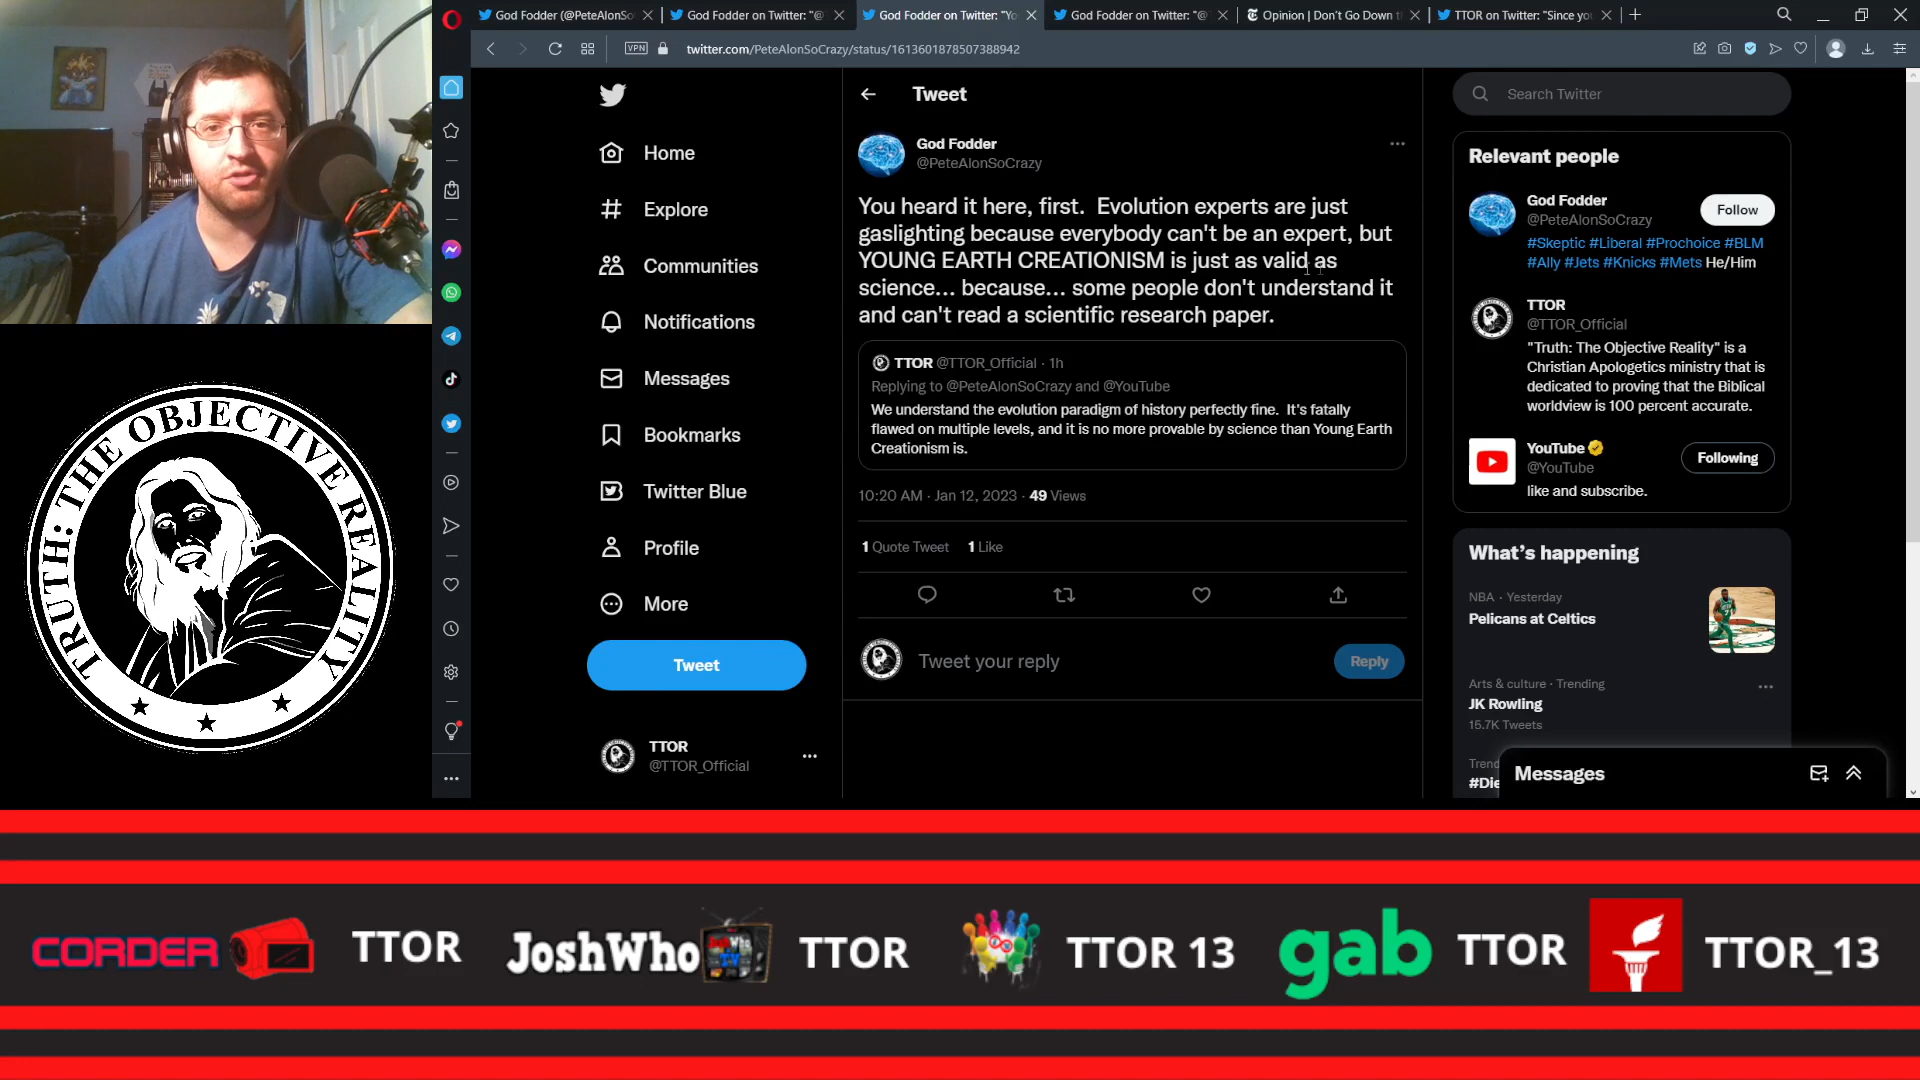 God Fodder (@PeteAlonSo
God Fodder on Twitter: "@
God Fodder on Twitter: "Yo
God Fodder on Twitter: "@
Opinion | Don't Go Down t
TTOR on Twitter: "Since yo
VPN
twitter.com/PeteAlonSoCrazy/status/1613601878507388942
Home
Explore
Communities
Notifications
Messages
Bookmarks
Twitter Blue
Profile
More
Tweet
TTOR
@TTOR_Official
Tweet
God Fodder
@PeteAlonSoCrazy
You heard it here, first.  Evolution experts are just
gaslighting because everybody can't be an expert, but
YOUNG EARTH CREATIONISM is just as valid as
science... because... some people don't understand it
and can't read a scientific research paper.
TTOR @TTOR_Official · 1h
Replying to @PeteAlonSoCrazy and @YouTube
We understand the evolution paradigm of history perfectly fine.  It's fatally
flawed on multiple levels, and it is no more provable by science than Young Earth
Creationism is.
10:20 AM · Jan 12, 2023 · 49 Views
1 Quote Tweet 1 Like
Tweet your reply
Reply
Search Twitter
Relevant people
God Fodder
@PeteAlonSoCrazy
Follow
#Skeptic #Liberal #Prochoice #BLM
#Ally #Jets #Knicks #Mets He/Him
TTOR
@TTOR_Official
"Truth: The Objective Reality" is a
Christian Apologetics ministry that is
dedicated to proving that the Biblical
worldview is 100 percent accurate.
YouTube
@YouTube
Following
like and subscribe.
What's happening
NBA · Yesterday
Pelicans at Celtics
Arts & culture · Trending
JK Rowling
15.7K Tweets
Trend
#Die
Messages
TRUTH: THE OBJECTIVE REALITY
CORDER
TTOR
JoshWho
TV
TTOR
TTOR 13
gab
TTOR
TTOR_13